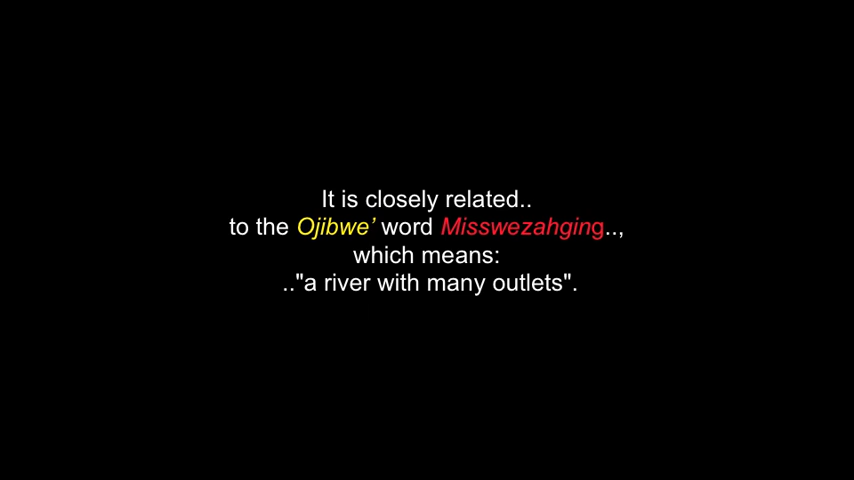 It is closely related..
to the Ojibwe’ word Misswezahging..,
which means:
.."a river with many outlets".